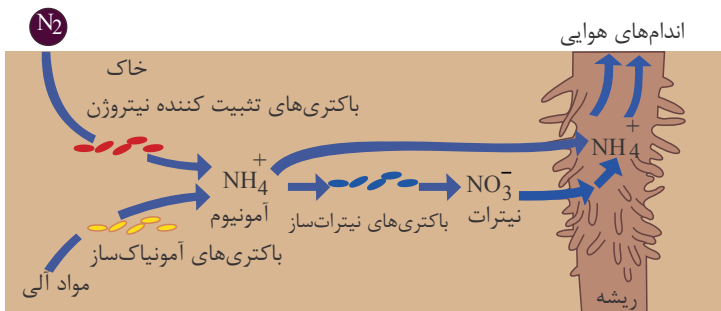 N2
اندام‌های هوایی
خاک
باکتری‌های تثبیت کننده نیتروژن
NH4+
آمونیوم
باکتری‌های نیترات‌ساز
NO3−
نیترات
NH4+
باکتری‌های آمونیاک‌ساز
مواد آلی
ریشه